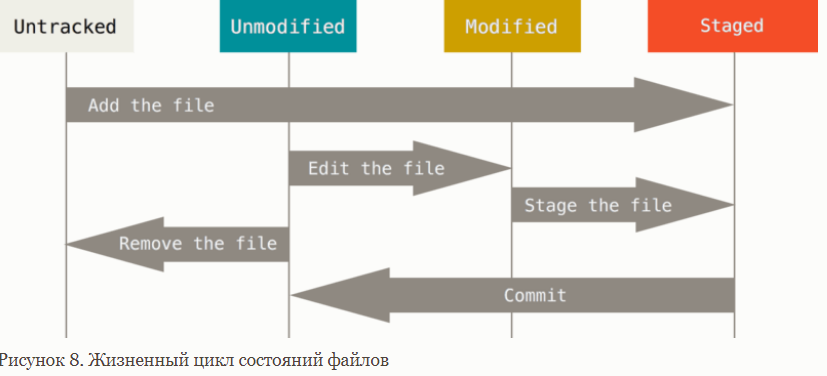 Untracked
Unmodified
Modified
Staged
Add the file
Edit the file
Stage the file
Remove the file
Commit
Рисунок 8. Жизненный цикл состояний файлов